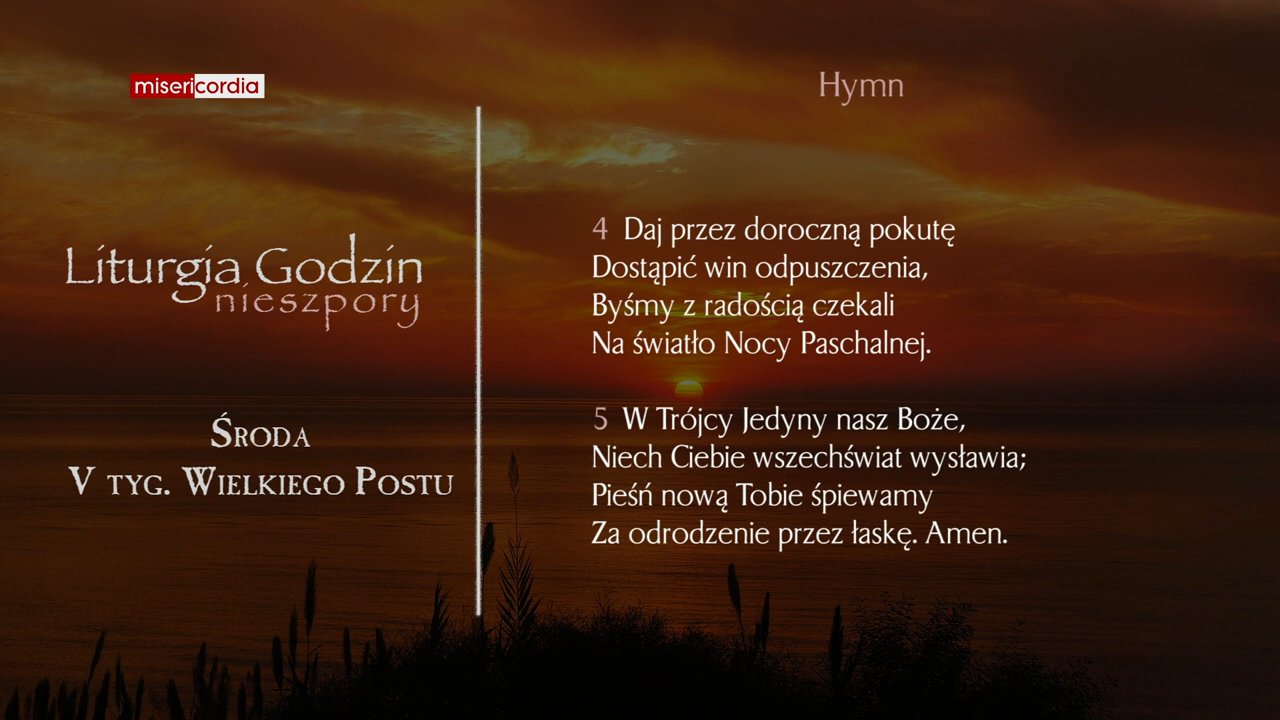 misericordia
Liturgia Godzin
nieszpory
Środa
V tyg. Wielkiego Postu
Hymn
4 Daj przez doroczną pokutę
Dostąpić win odpuszczenia,
Byśmy z radością czekali
Na światło Nocy Paschalnej.
5 W Trójcy Jedyny nasz Boże,
Niech Ciebie wszechświat wysławia;
Pieśń nową Tobie śpiewamy
Za odrodzenie przez łaskę. Amen.